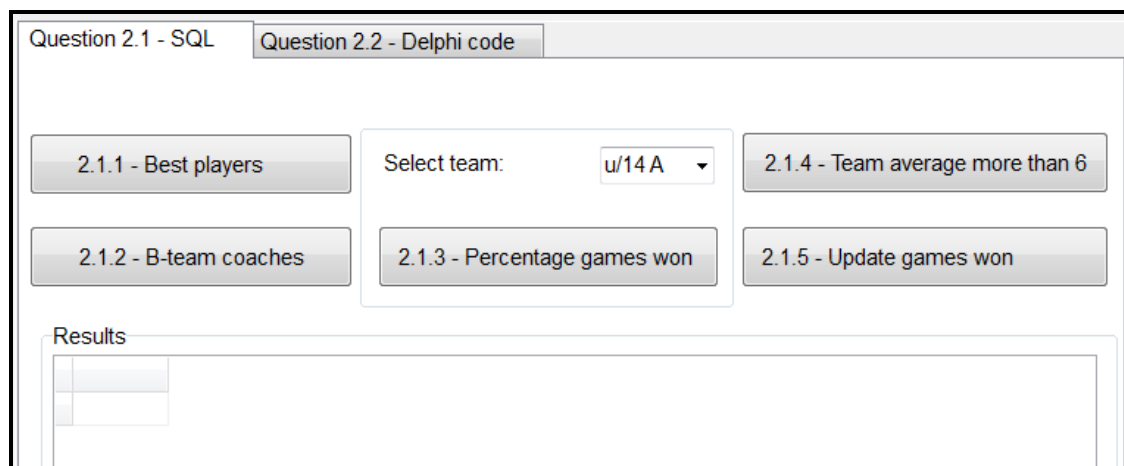 Question 2.1 - SQL
Question 2.2 - Delphi code
2.1.1 - Best players
Select team:
u/14 A
2.1.4 - Team average more than 6
2.1.2 - B-team coaches
2.1.3 - Percentage games won
2.1.5 - Update games won
Results